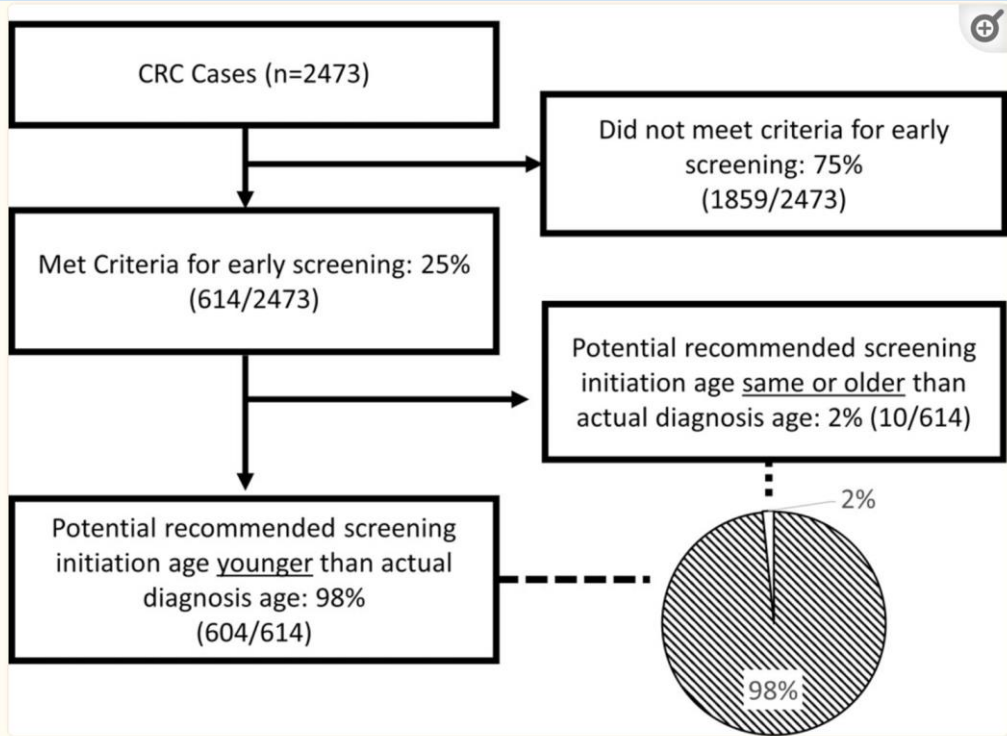 CRC Cases (n=2473)
Did not meet criteria for early
screening: 75%
(1859/2473)
Met Criteria for early screening: 25%
(614/2473)
Potential recommended screening
initiation age same or older than
actual diagnosis age: 2% (10/614)
Potential recommended screening
initiation age younger than actual
diagnosis age: 98%
(604/614)
2%
98%